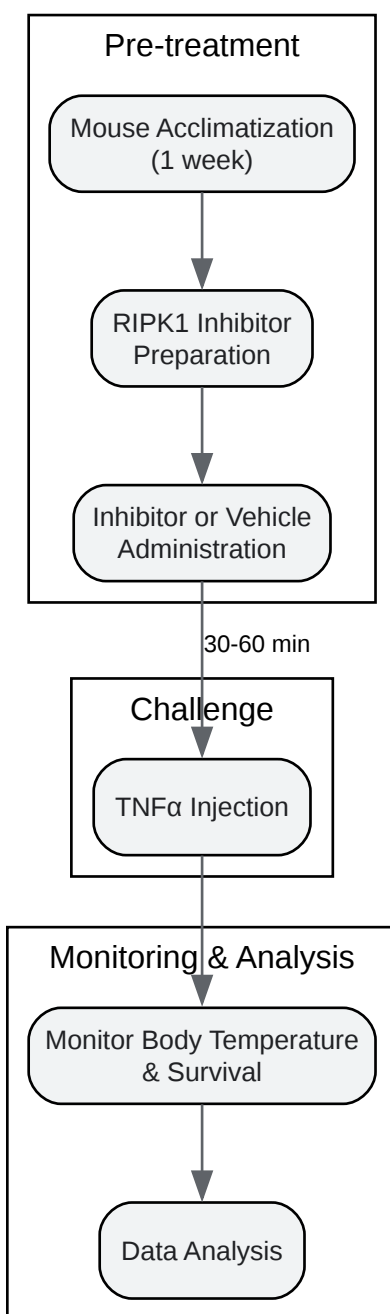 Pre-treatment
Mouse Acclimatization
(1 week)
RIPK1 Inhibitor
Preparation
Inhibitor or Vehicle
Administration
30-60 min
Challenge
TNFα Injection
Monitoring & Analysis
Monitor Body Temperature
& Survival
Data Analysis